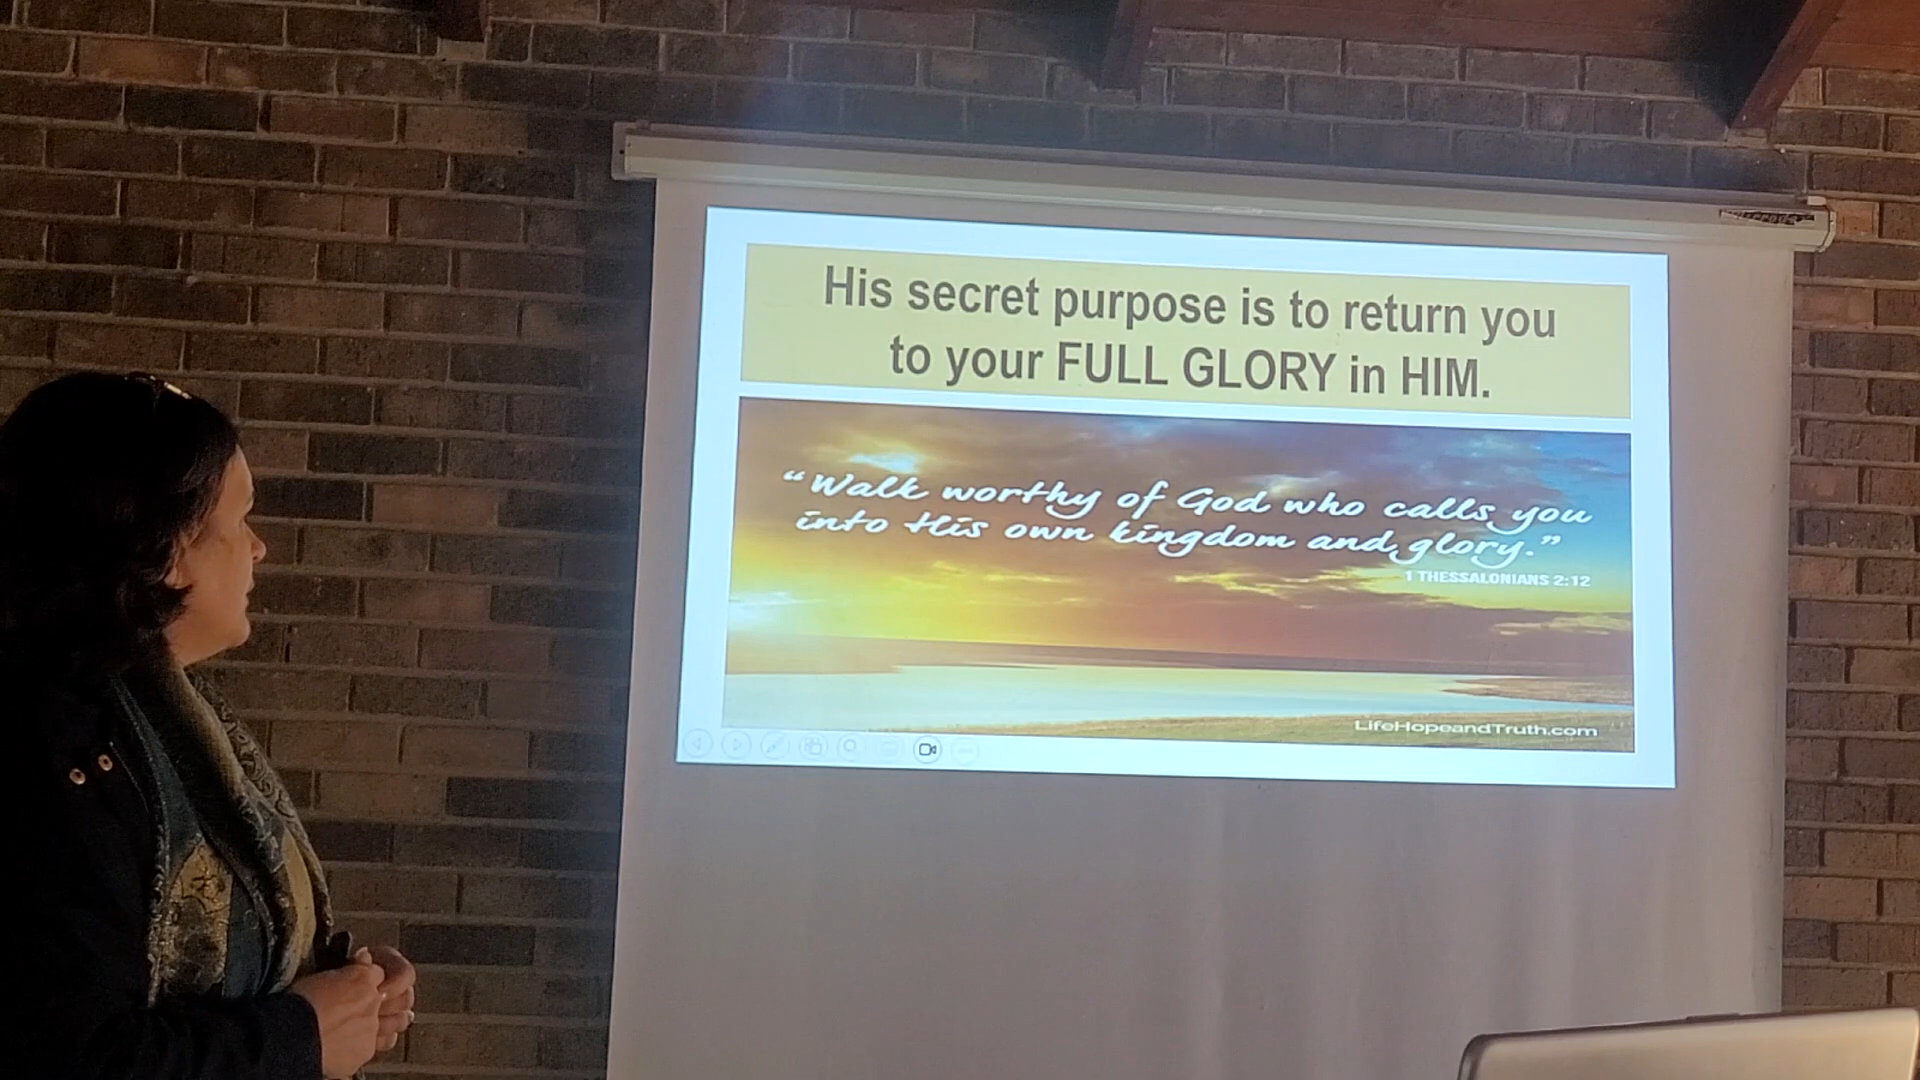 His secret purpose is to return you
to your FULL GLORY in HIM.
“Walk worthy of God who calls you
into His own kingdom and glory.”
1 THESSALONIANS 2:12
LifeHopeandTruth.com